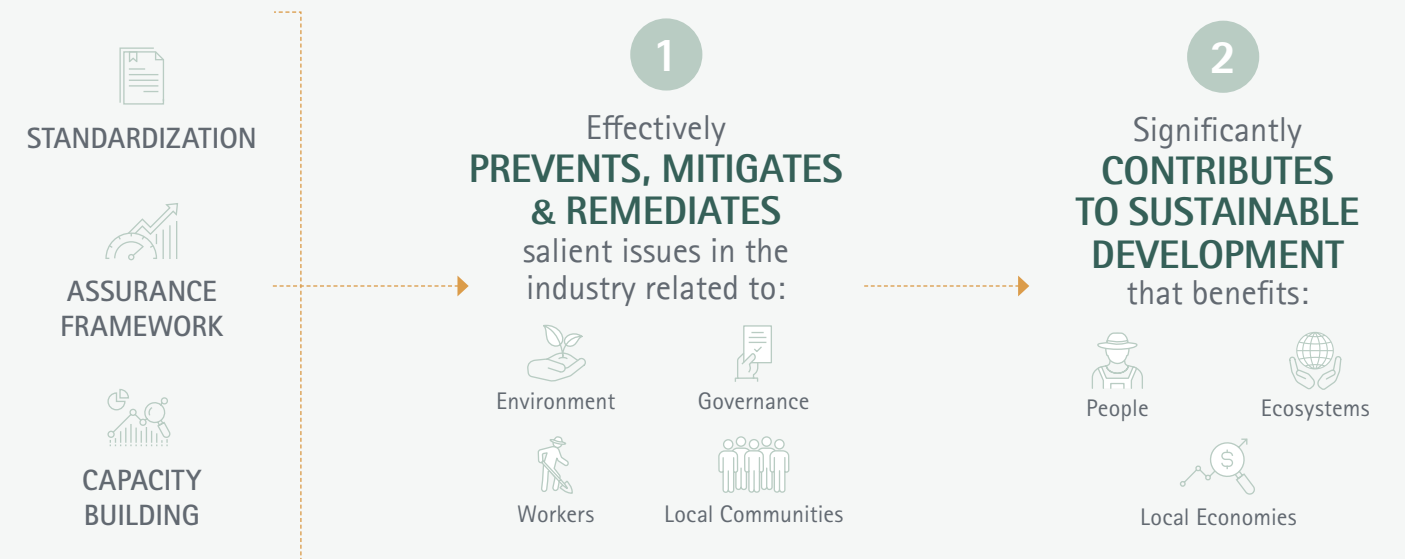 STANDARDIZATION
ASSURANCE
FRAMEWORK
CAPACITY
BUILDING
1
Effectively
PREVENTS, MITIGATES
& REMEDIATES
salient issues in the
industry related to:
Environment
Governance
Workers
Local Communities
2
Significantly
CONTRIBUTES
TO SUSTAINABLE
DEVELOPMENT
that benefits:
People
Ecosystems
$
Local Economies